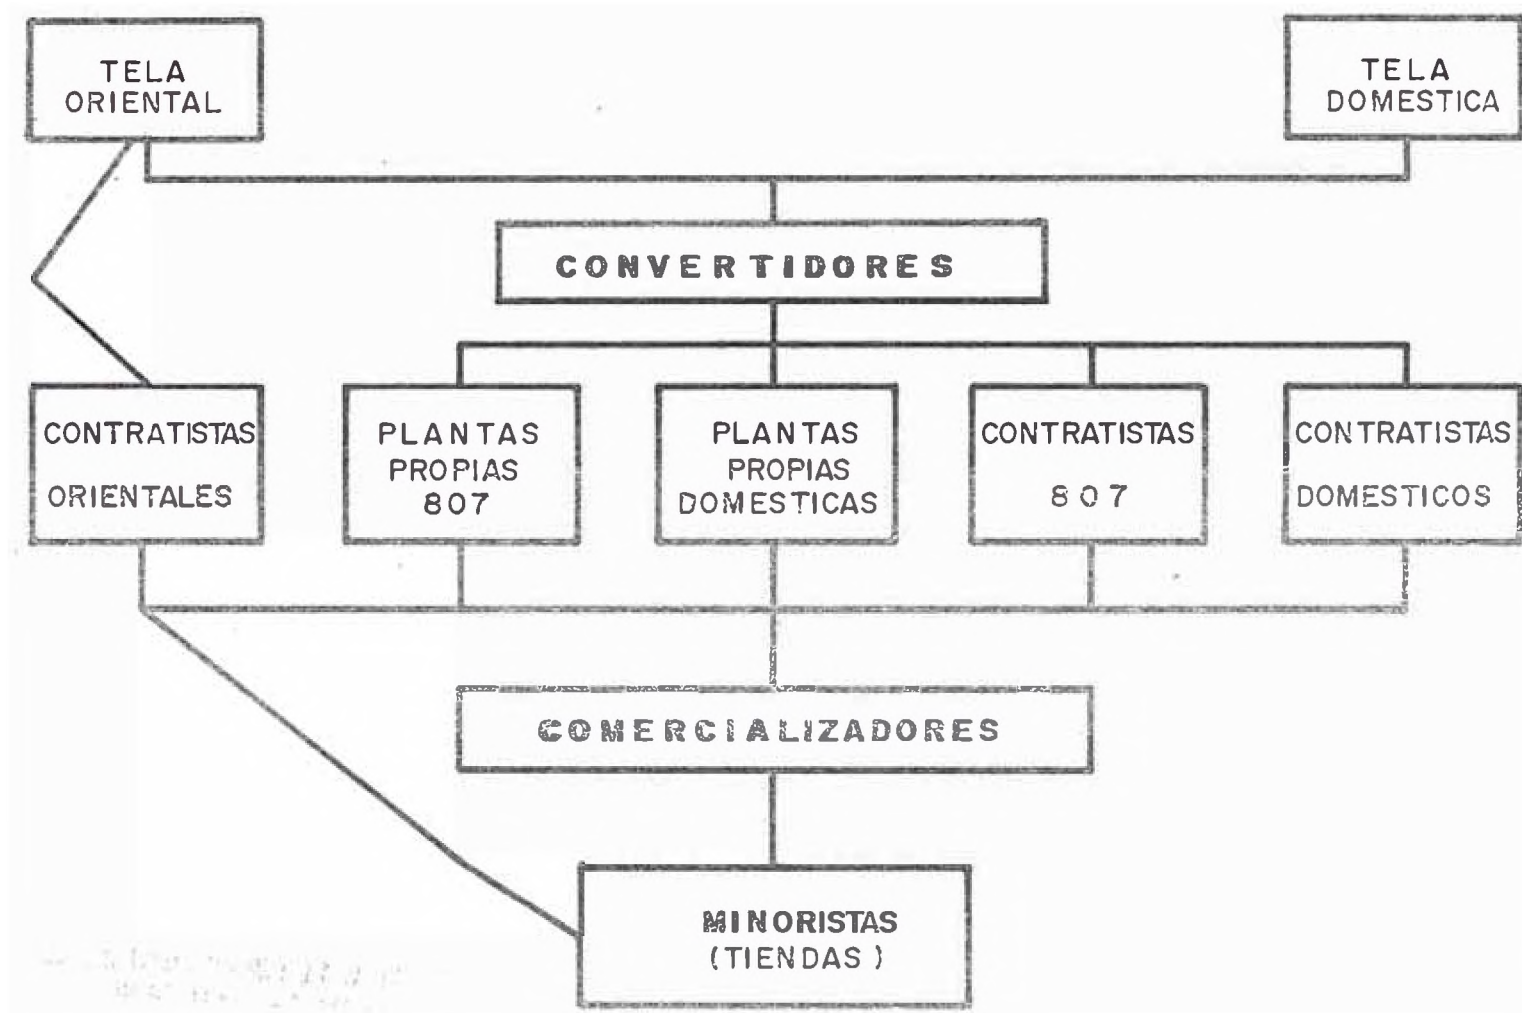 TELA
ORIENTAL
TELA
DOMESTICA
CONVERTIDORES
CONTRATISTAS
ORIENTALES
PLANTAS
PROPIAS
807
PLANTAS
PROPIAS
DOMESTICAS
CONTRATISTAS
807
CONTRATISTAS
DOMESTICOS
COMERCIALIZADORES
MINORISTAS
(TIENDAS)